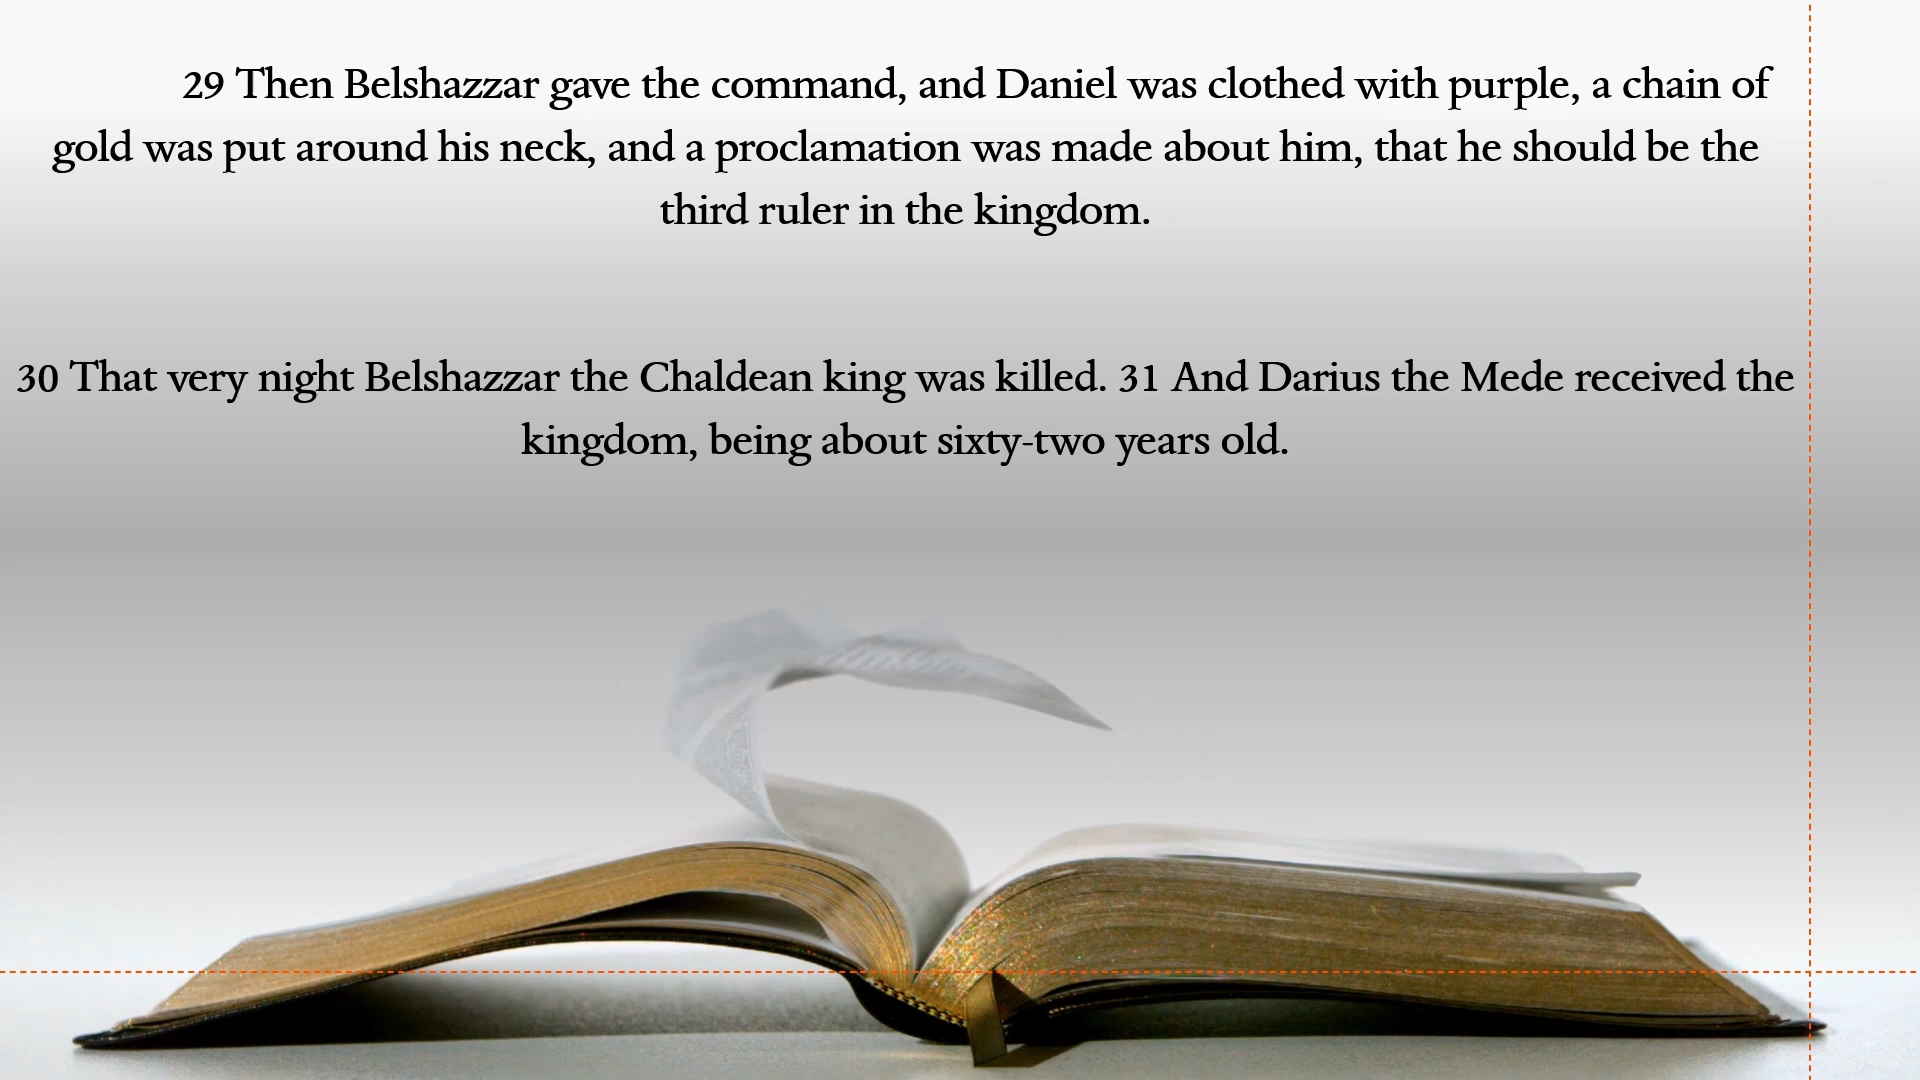 29 Then Belshazzar gave the command, and Daniel was clothed with purple, a chain of
gold was put around his neck, and a proclamation was made about him, that he should be the
third ruler in the kingdom.
30 That very night Belshazzar the Chaldean king was killed. 31 And Darius the Mede received the
kingdom, being about sixty-two years old.